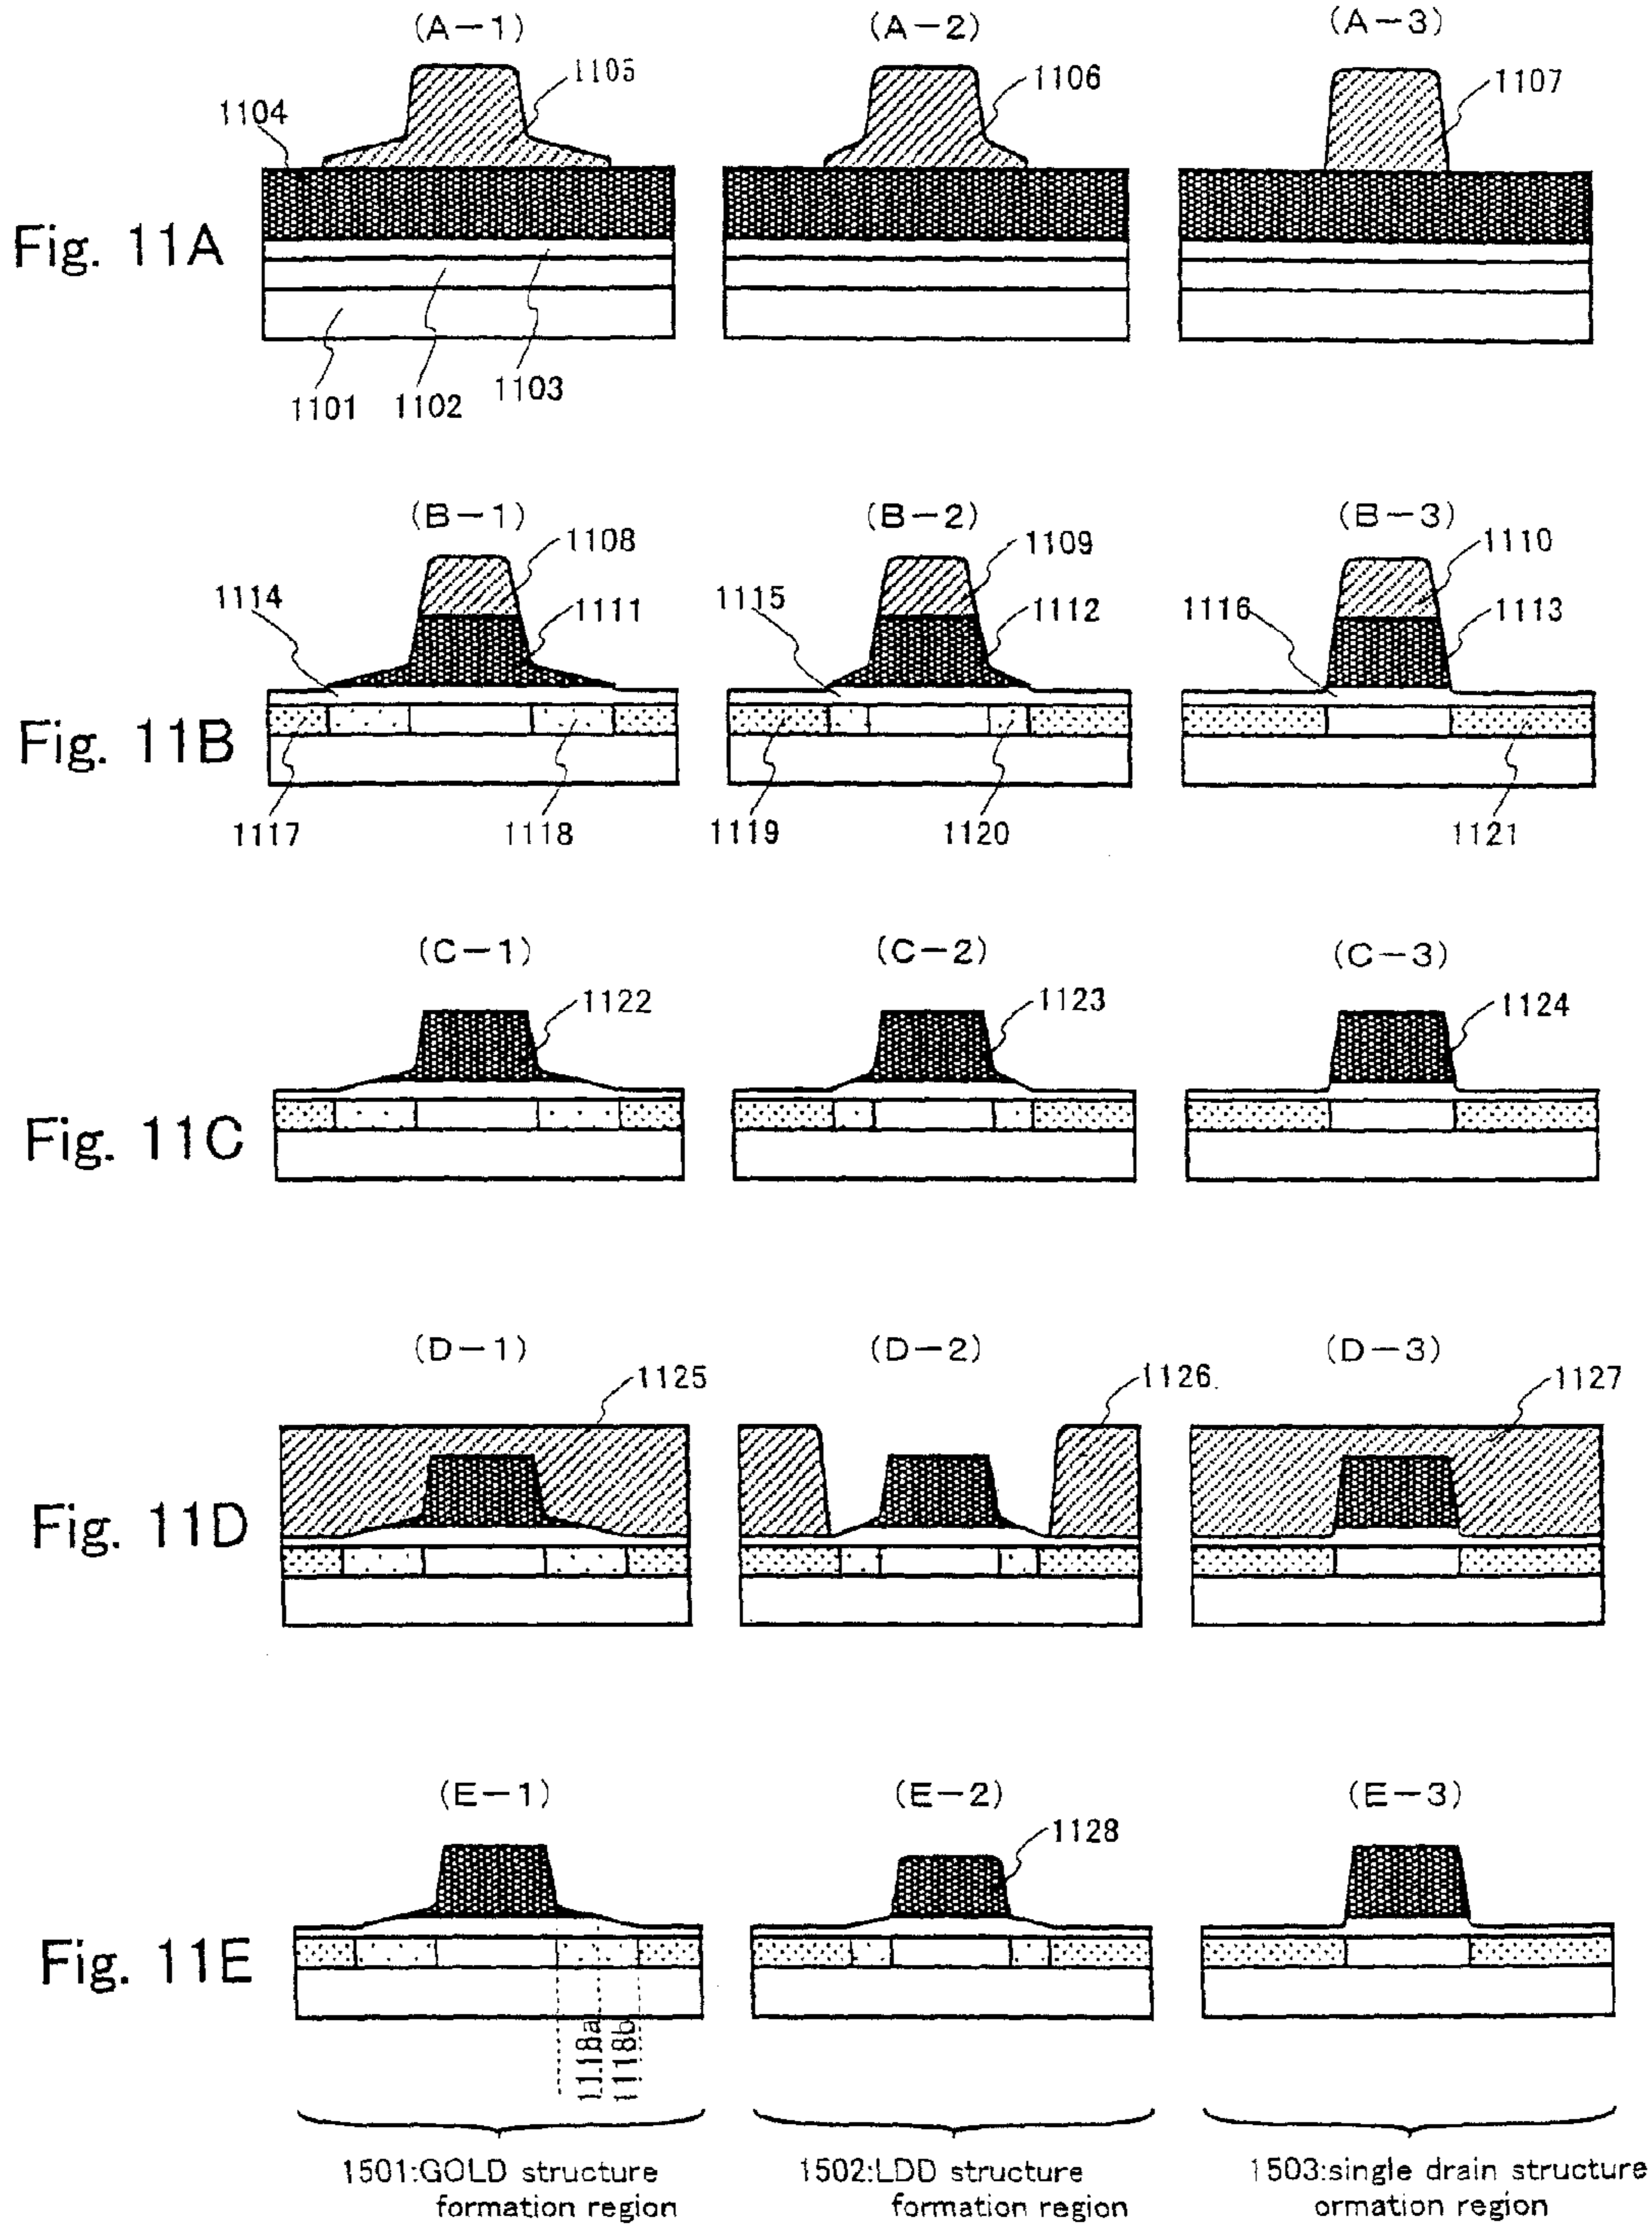 (A-1) (A-2) (A-3)
1105 1106 1107
1104
Fig. 11A
1101 1102 1103
(B-1) (B-2) (B-3)
1108 1109 1110
1114 1111 1115 1112 1116 1113
Fig. 11B
1117 1118 1119 1120 1121
(C-1) (C-2) (C-3)
1122 1123 1124
Fig. 11C
(D-1) (D-2) (D-3)
1125 1126 1127
Fig. 11D
(E-1) (E-2) (E-3)
1128
Fig. 11E
1118a 1118b
1501:GOLD structure 1502:LDD structure 1503:single drain structure
formation region formation region ormation region